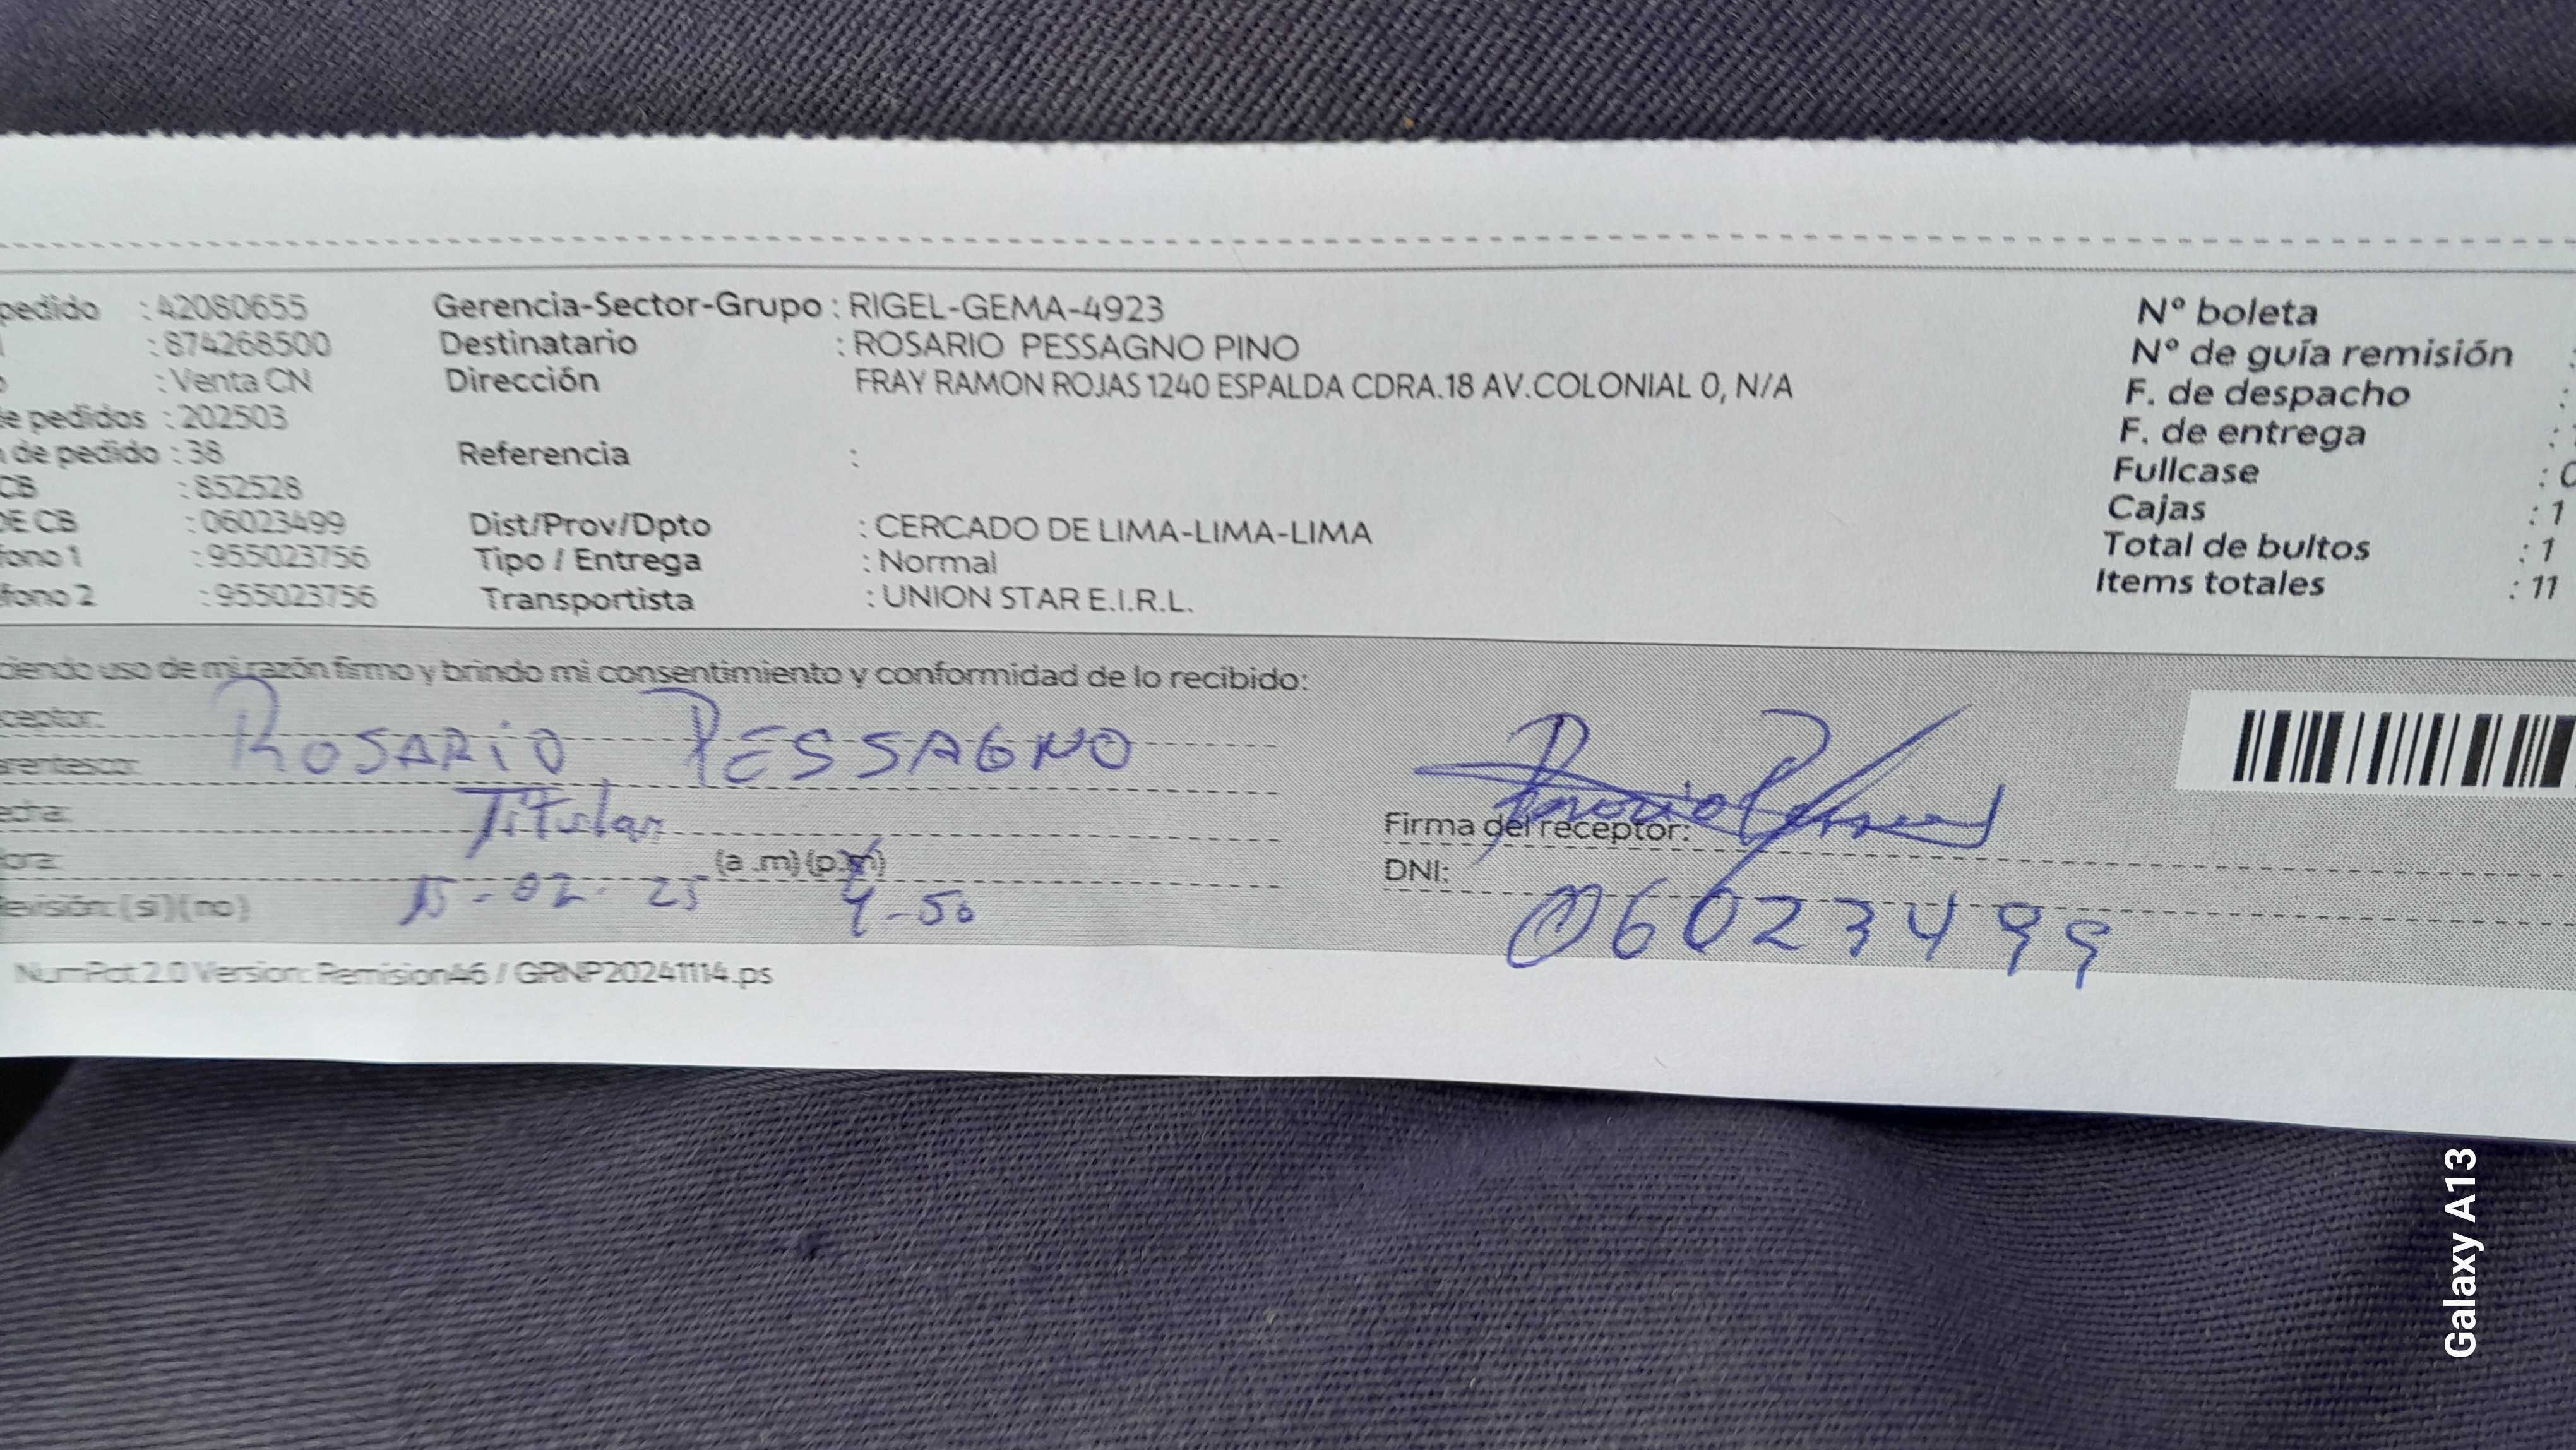 pedido : 42080655 Gerencia-Sector-Grupo : RIGEL-GEMA-4923 Nº boleta
: 874268500 Destinatario : ROSARIO PESSAGNO PINO Nº de guía remisión :
: Venta CN Dirección FRAY RAMON ROJAS 1240 ESPALDA CDRA.18 AV.COLONIAL 0, N/A F. de despacho :
e pedidos : 202503 F. de entrega :
de pedido : 38 Referencia : Fullcase : 0
CB : 852528 Cajas : 1
DE CB : 06023499 Dist/Prov/Dpto : CERCADO DE LIMA-LIMA-LIMA Total de bultos : 1
fono 1 : 955023756 Tipo / Entrega : Normal Items totales : 11
fono 2 : 955023756 Transportista : UNION STAR E.I.R.L.
ciendo uso de mi razón firmo y brindo mi consentimiento y conformidad de lo recibido:
ceptor: ROSARIO PESSAGNO
arentesco: Titular
echa: 15-02-25 Firma del receptor:
ora: (a .m) (p.m) 4-50 DNI: 06023499
evisión: (si) (no)
NumPat 2.0 Version: Remision46 / GRNP20241114.ps
Galaxy A13